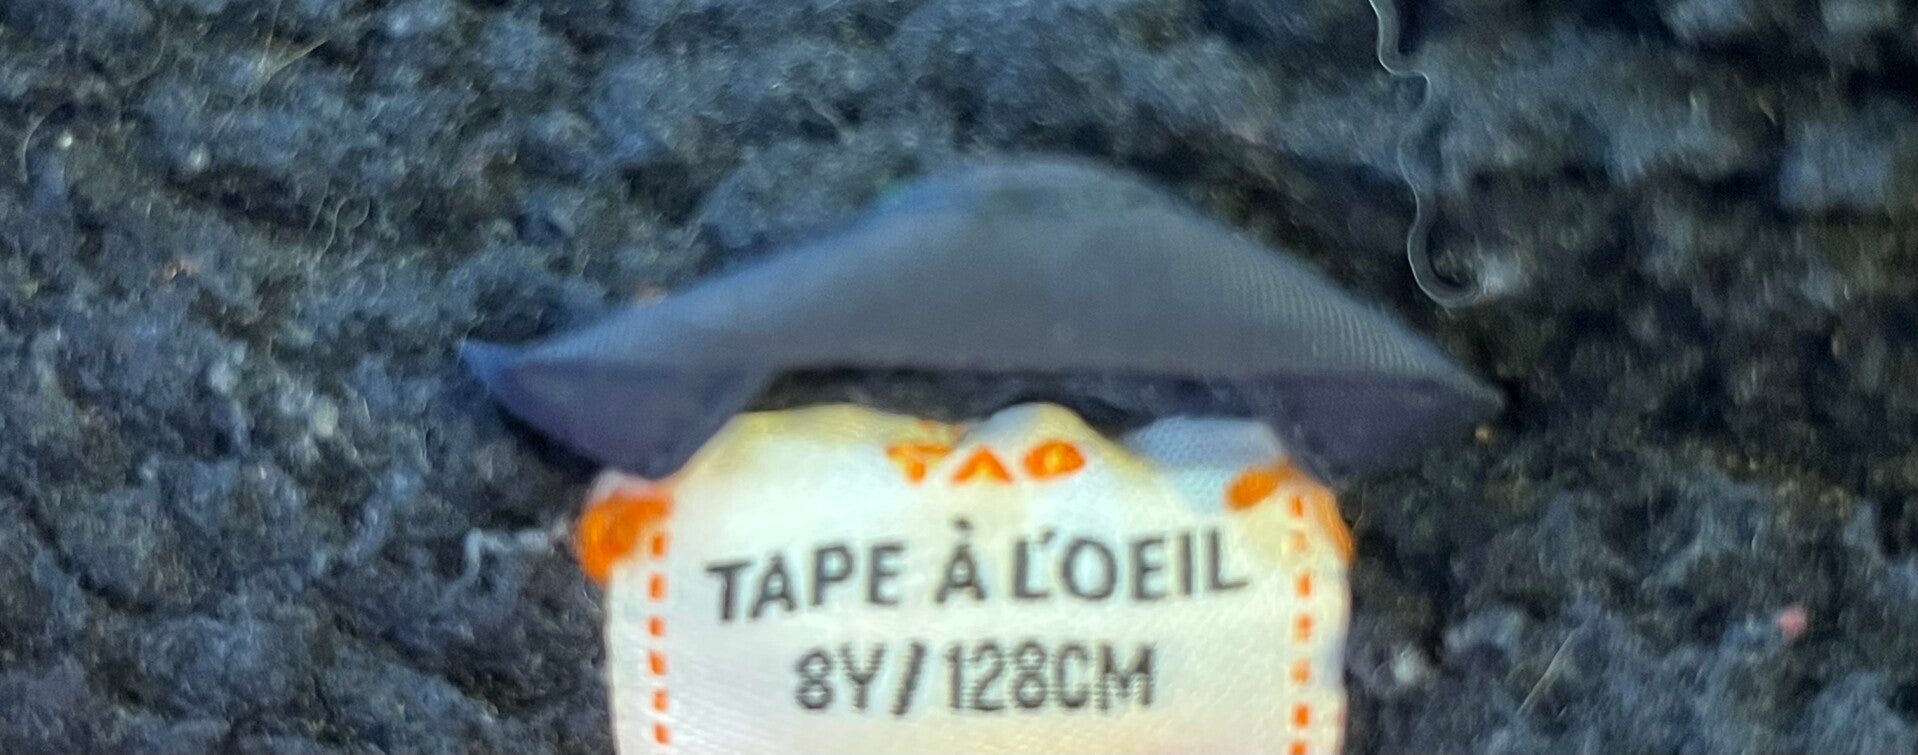 TAO
TAPE À L'OEIL
8Y/128CM